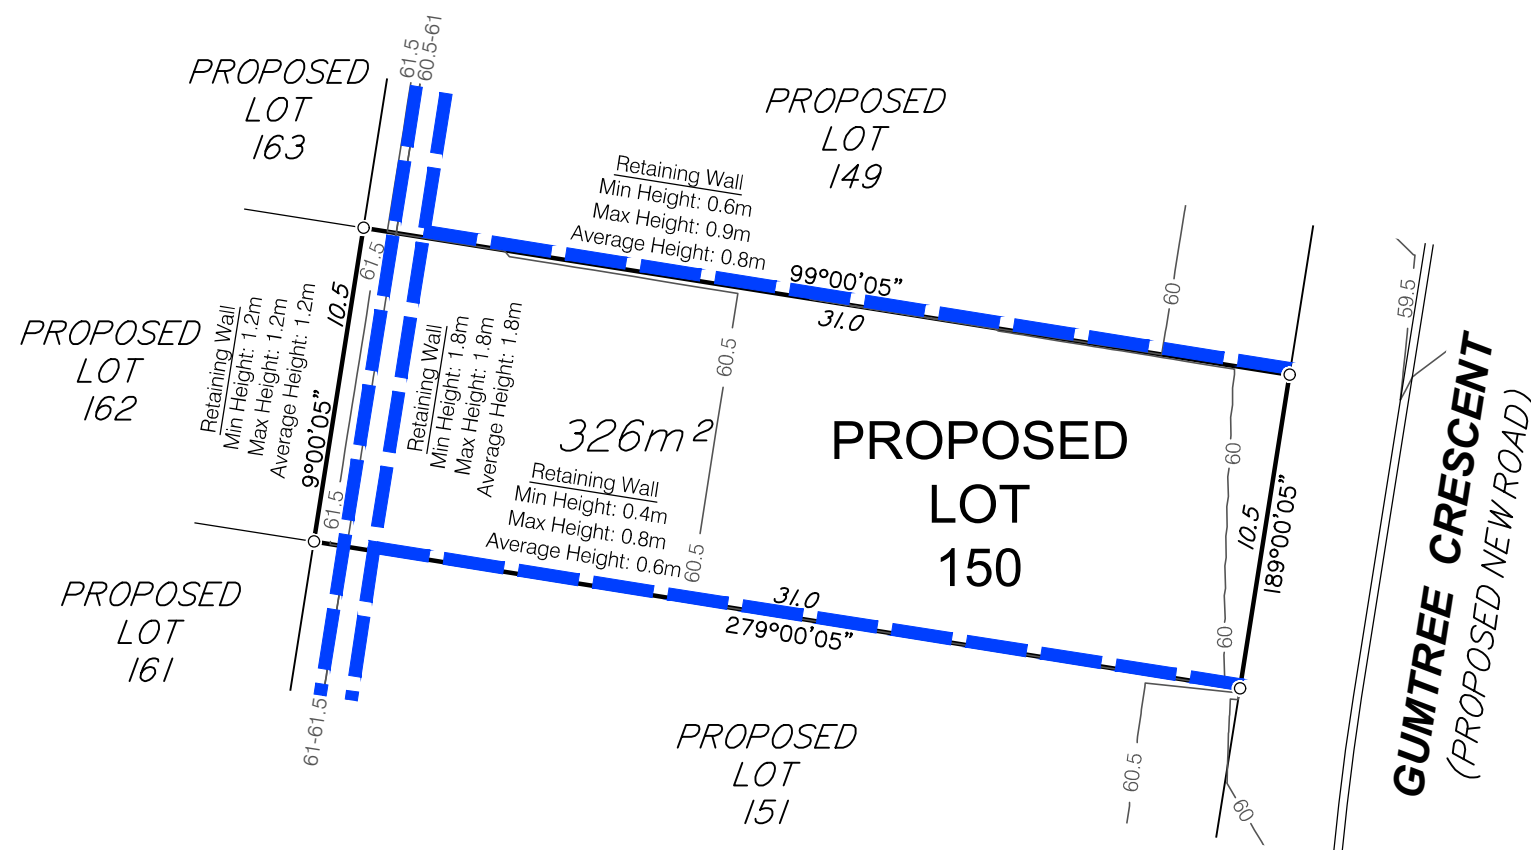 61.5
60.5-61
PROPOSED
LOT
163
PROPOSED
LOT
149
Retaining Wall
Min Height: 0.6m
Max Height: 0.9m
Average Height: 0.8m
99°00'05"
31.0
60
59.5
61.5
10.5
PROPOSED
LOT
162
Retaining Wall
Min Height: 1.2m
Max Height: 1.2m
Average Height: 1.2m
9°00'05"
61.5
Retaining Wall
Min Height: 1.8m
Max Height: 1.8m
Average Height: 1.8m
60.5
326m²
PROPOSED
LOT
150
Retaining Wall
Min Height: 0.4m
Max Height: 0.8m
Average Height: 0.6m
60.5
60
10.5
189°00'05"
GUMTREE CRESCENT
(PROPOSED NEW ROAD)
31.0
279°00'05"
60
PROPOSED
LOT
161
61-61.5
PROPOSED
LOT
151
60.5
60